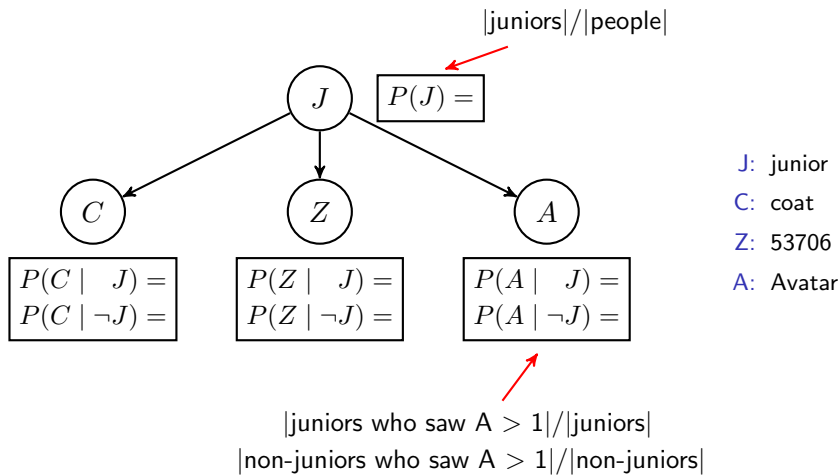 |juniors|/|people|
J
P(J) =
C
Z
A
P(C | J) =
P(C | ¬J) =
P(Z | J) =
P(Z | ¬J) =
P(A | J) =
P(A | ¬J) =
J: junior
C: coat
Z: 53706
A: Avatar
|juniors who saw A > 1|/|juniors|
|non-juniors who saw A > 1|/|non-juniors|